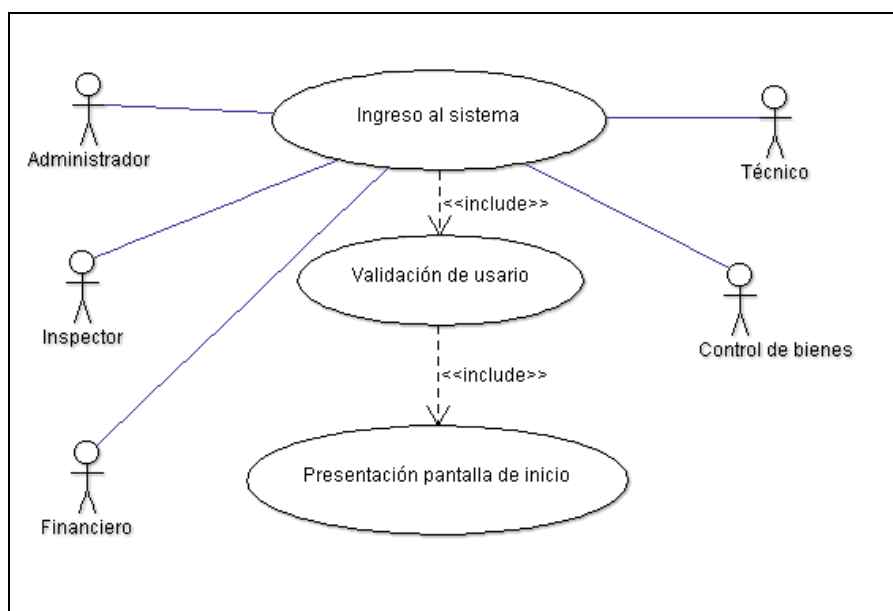 Ingreso al sistema
Administrador
Técnico
<<include>>
Validación de usario
Inspector
Control de bienes
<<include>>
Presentación pantalla de inicio
Financiero